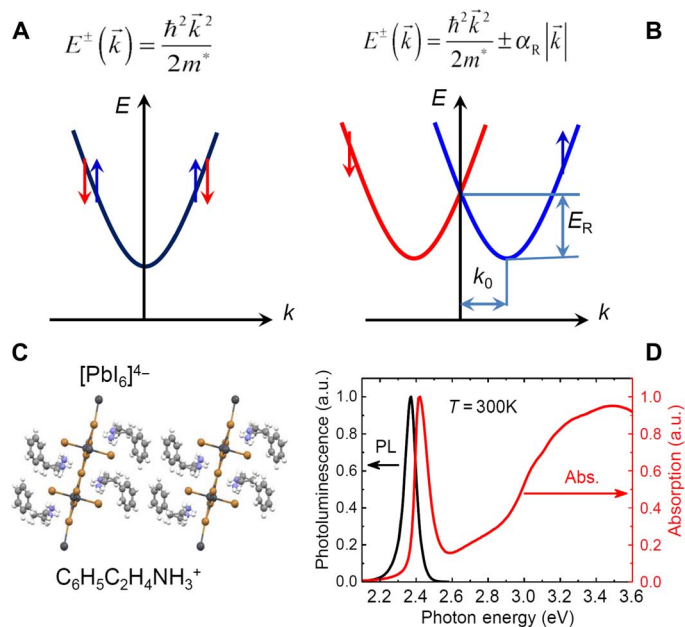 A
E^±(k⃗) = ħ²k⃗² / 2m*
E
k
B
E^±(k⃗) = ħ²k⃗² / 2m* ± α_R|k⃗|
E
E_R
k₀
k
C
[PbI₆]⁴⁻
C₆H₅C₂H₄NH₃⁺
D
T = 300K
PL
Abs.
Photoluminescence (a.u.)
1.0
0.8
0.6
0.4
0.2
0.0
Absorption (a.u.)
1.0
0.8
0.6
0.4
0.2
0.0
2.2 2.4 2.6 2.8 3.0 3.2 3.4 3.6
Photon energy (eV)